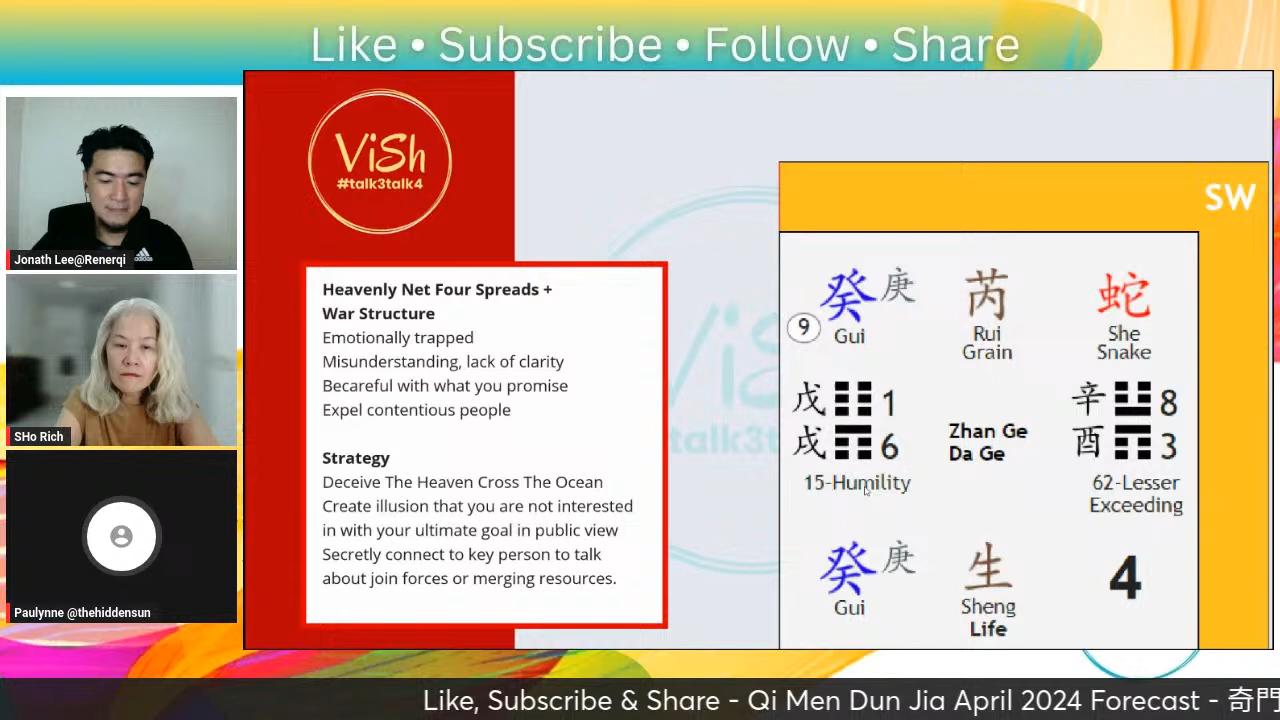 Like • Subscribe • Follow • Share
ViSh
#talk3talk4
Heavenly Net Four Spreads +
War Structure
Emotionally trapped
Misunderstanding, lack of clarity
Becareful with what you promise
Expel contentious people
Strategy
Deceive The Heaven Cross The Ocean
Create illusion that you are not interested
in with your ultimate goal in public view
Secretly connect to key person to talk
about join forces or merging resources.
SW
癸 庚 芮 蛇
9 Gui Rui She
Grain Snake
戊 1 辛 8
戌 6 Zhan Ge 酉 3
Da Ge
15-Humility 62-Lesser
Exceeding
癸 庚 生 4
Gui Sheng
Life
Jonath Lee@Renerqi
adidas
SHo Rich
Paulynne @thehiddensun
Like, Subscribe & Share - Qi Men Dun Jia April 2024 Forecast - 奇門